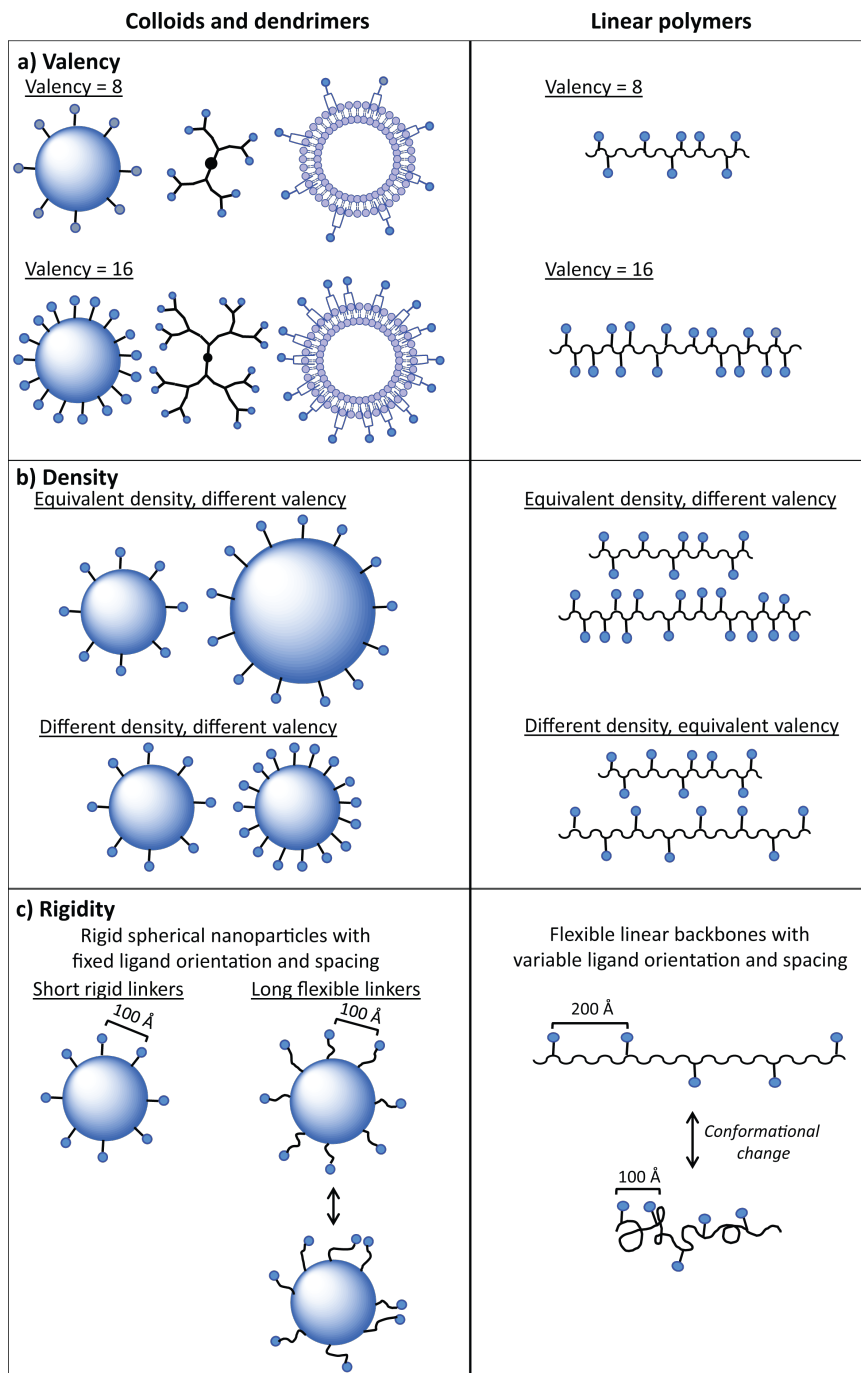 Colloids and dendrimers
Linear polymers
a) Valency
Valency = 8
Valency = 8
Valency = 16
Valency = 16
b) Density
Equivalent density, different valency
Equivalent density, different valency
Different density, different valency
Different density, equivalent valency
c) Rigidity
Rigid spherical nanoparticles with
fixed ligand orientation and spacing
Short rigid linkers
Long flexible linkers
100 Å
100 Å
Flexible linear backbones with
variable ligand orientation and spacing
200 Å
Conformational
change
100 Å